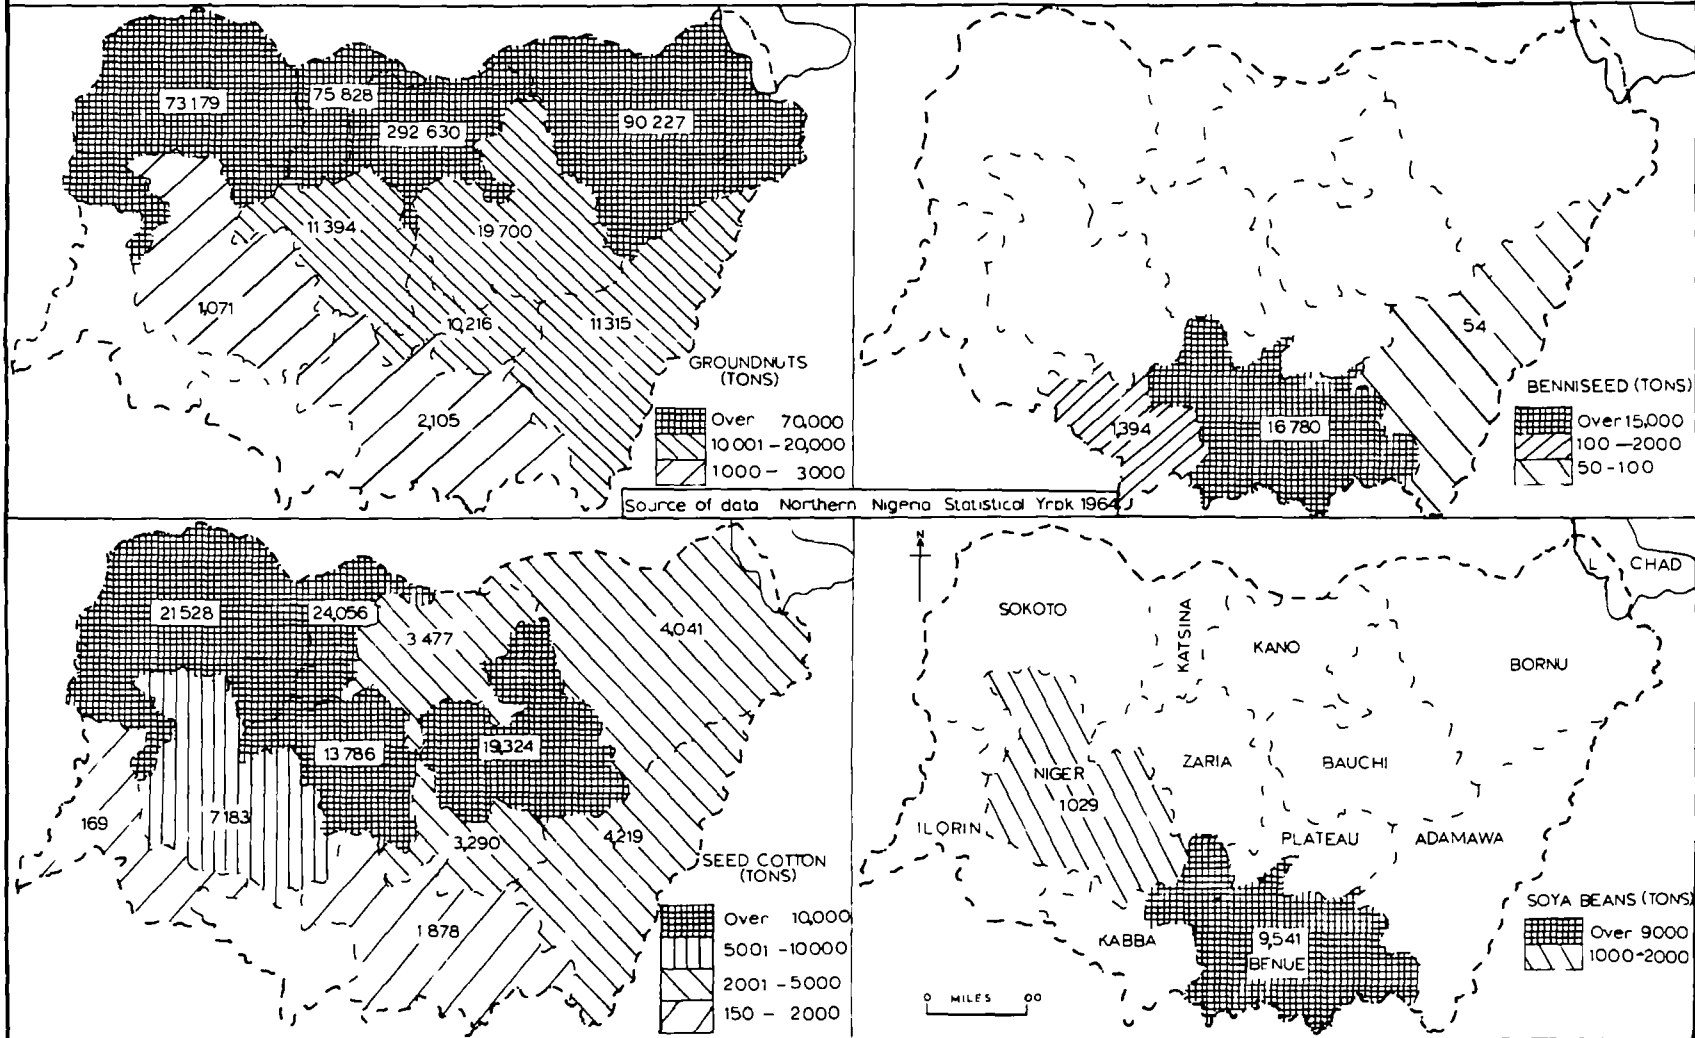 73 179
75 828
292 630
90 227
11 394
19 700
1,071
10,216
11 315
2,105
GROUNDNUTS
(TONS)
Over 70,000
10 001 – 20,000
1000 – 3000
54
1,394
16 780
BENNISEED (TONS)
Over 15,000
100 – 2000
50 - 100
Source of data Northern Nigeria Statistical Yrbk 1964
21 528
24,056
3 477
4,041
13 786
19,324
169
7 183
3,290
4,219
1 878
SEED COTTON
(TONS)
Over 10,000
5001 - 10000
2001 - 5000
150 - 2000
N
L CHAD
SOKOTO
KATSINA
KANO
BORNU
NIGER
1029
ZARIA
BAUCHI
ILORIN
PLATEAU
ADAMAWA
KABBA
9,541
BENUE
SOYA BEANS (TONS)
Over 9000
1000-2000
0 MILES 00